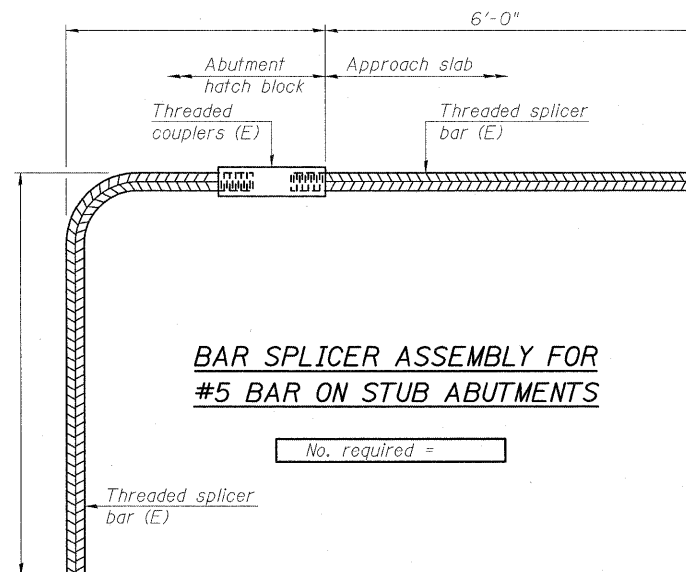 6'-0"
Abutment
hatch block
Approach slab
Threaded
couplers (E)
Threaded splicer
bar (E)
BAR SPLICER ASSEMBLY FOR
#5 BAR ON STUB ABUTMENTS
No. required =
Threaded splicer
bar (E)